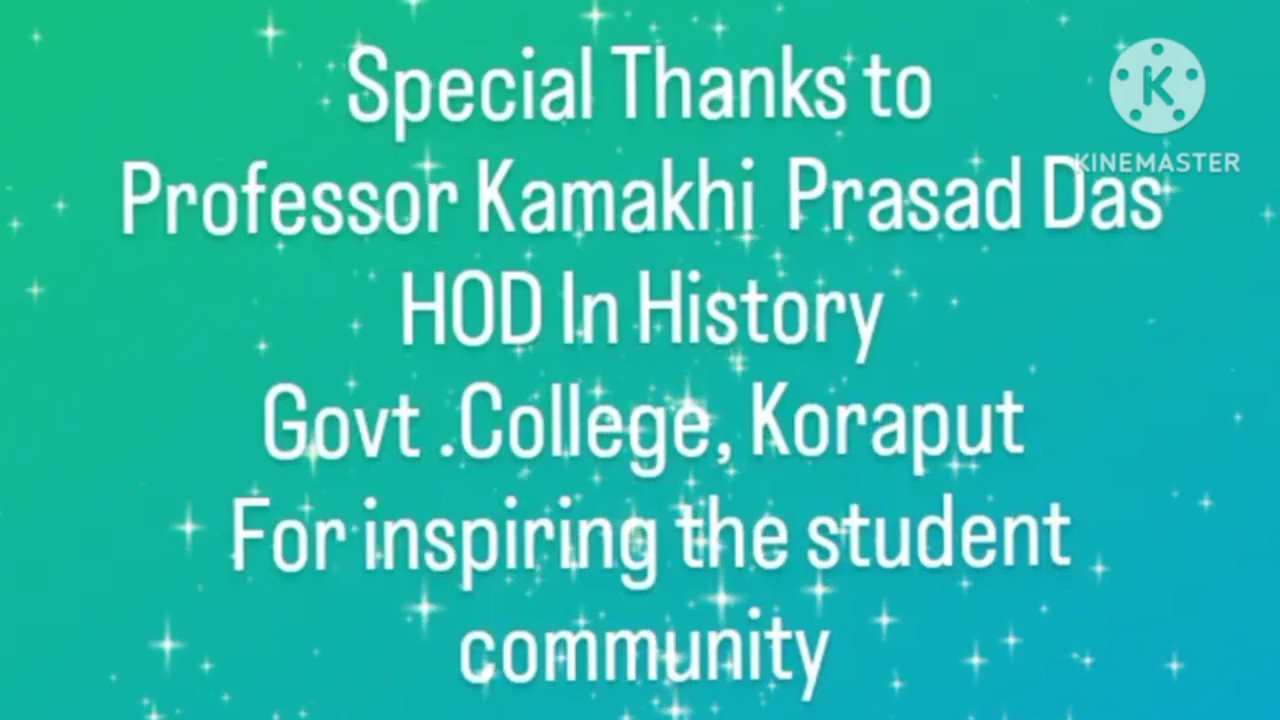 Special Thanks to
Professor Kamakhi Prasad Das
HOD In History
Govt .College, Koraput
For inspiring the student
community
K
KINEMASTER